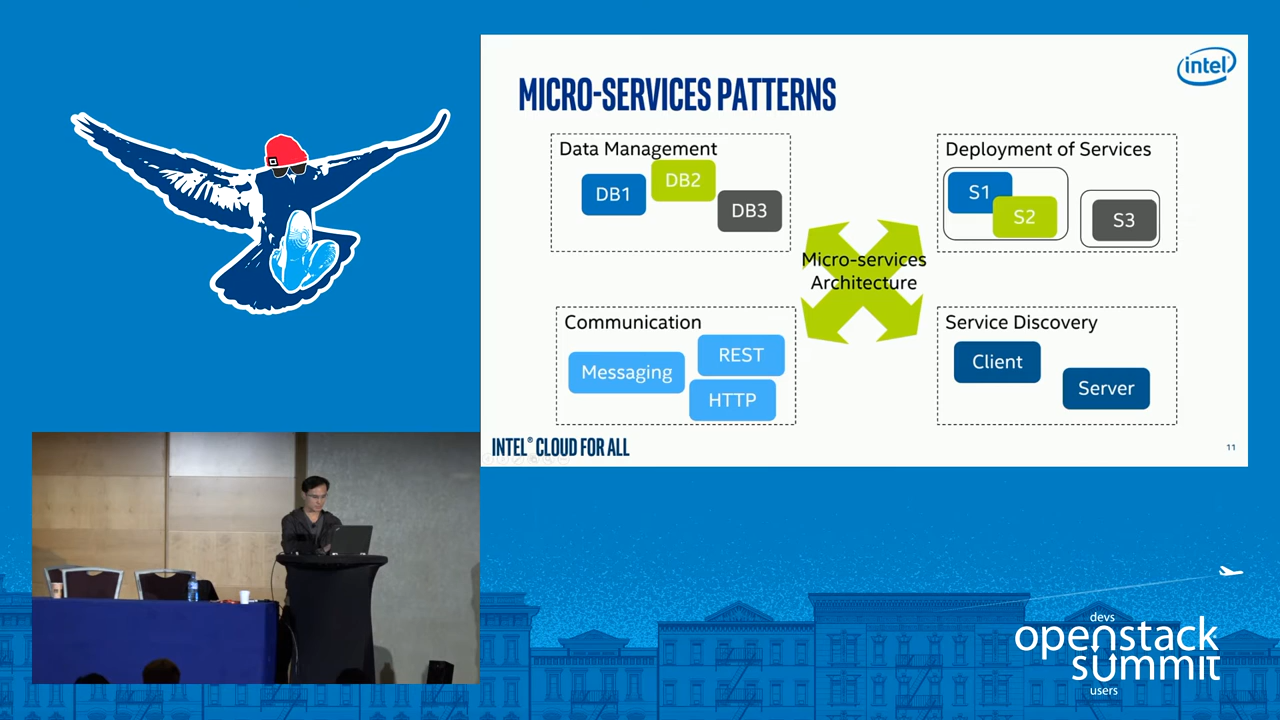 intel
MICRO-SERVICES PATTERNS
Data Management
DB1
DB2
DB3
Deployment of Services
S1
S2
S3
Micro-services
Architecture
Communication
Messaging
REST
HTTP
Service Discovery
Client
Server
INTEL® CLOUD FOR ALL
11
devs
openstack
summit
users